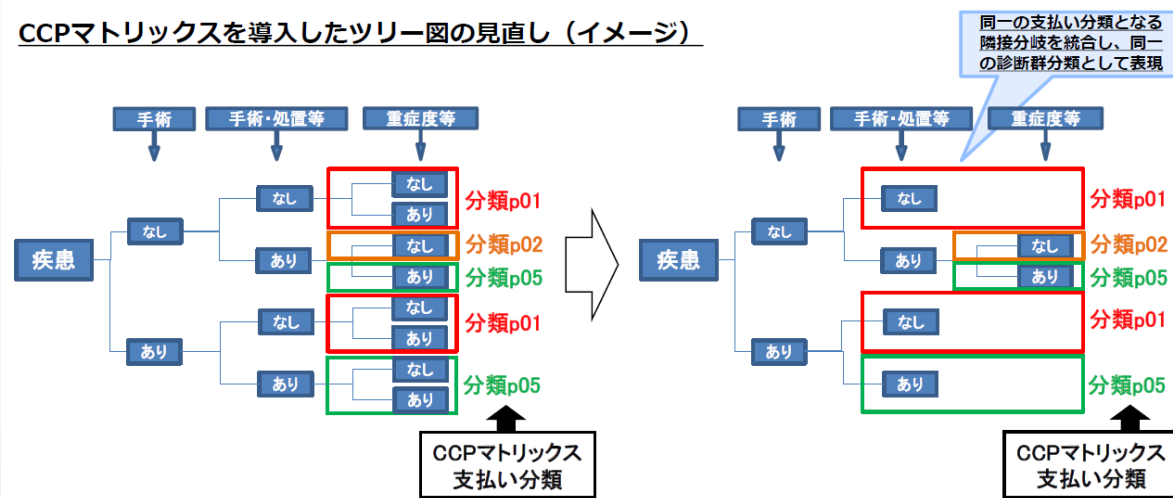 CCPマトリックスを導入したツリー図の見直し（イメージ）
同一の支払い分類となる
隣接分岐を統合し、同一
の診断群分類として表現
手術
手術・処置等
重症度等
疾患
なし
なし
なし
あり
分類p01
あり
なし
分類p02
あり
分類p05
あり
なし
なし
あり
分類p01
あり
なし
あり
分類p05
CCPマトリックス
支払い分類
手術
手術・処置等
重症度等
疾患
なし
なし
分類p01
あり
なし
分類p02
あり
分類p05
あり
なし
分類p01
あり
分類p05
CCPマトリックス
支払い分類